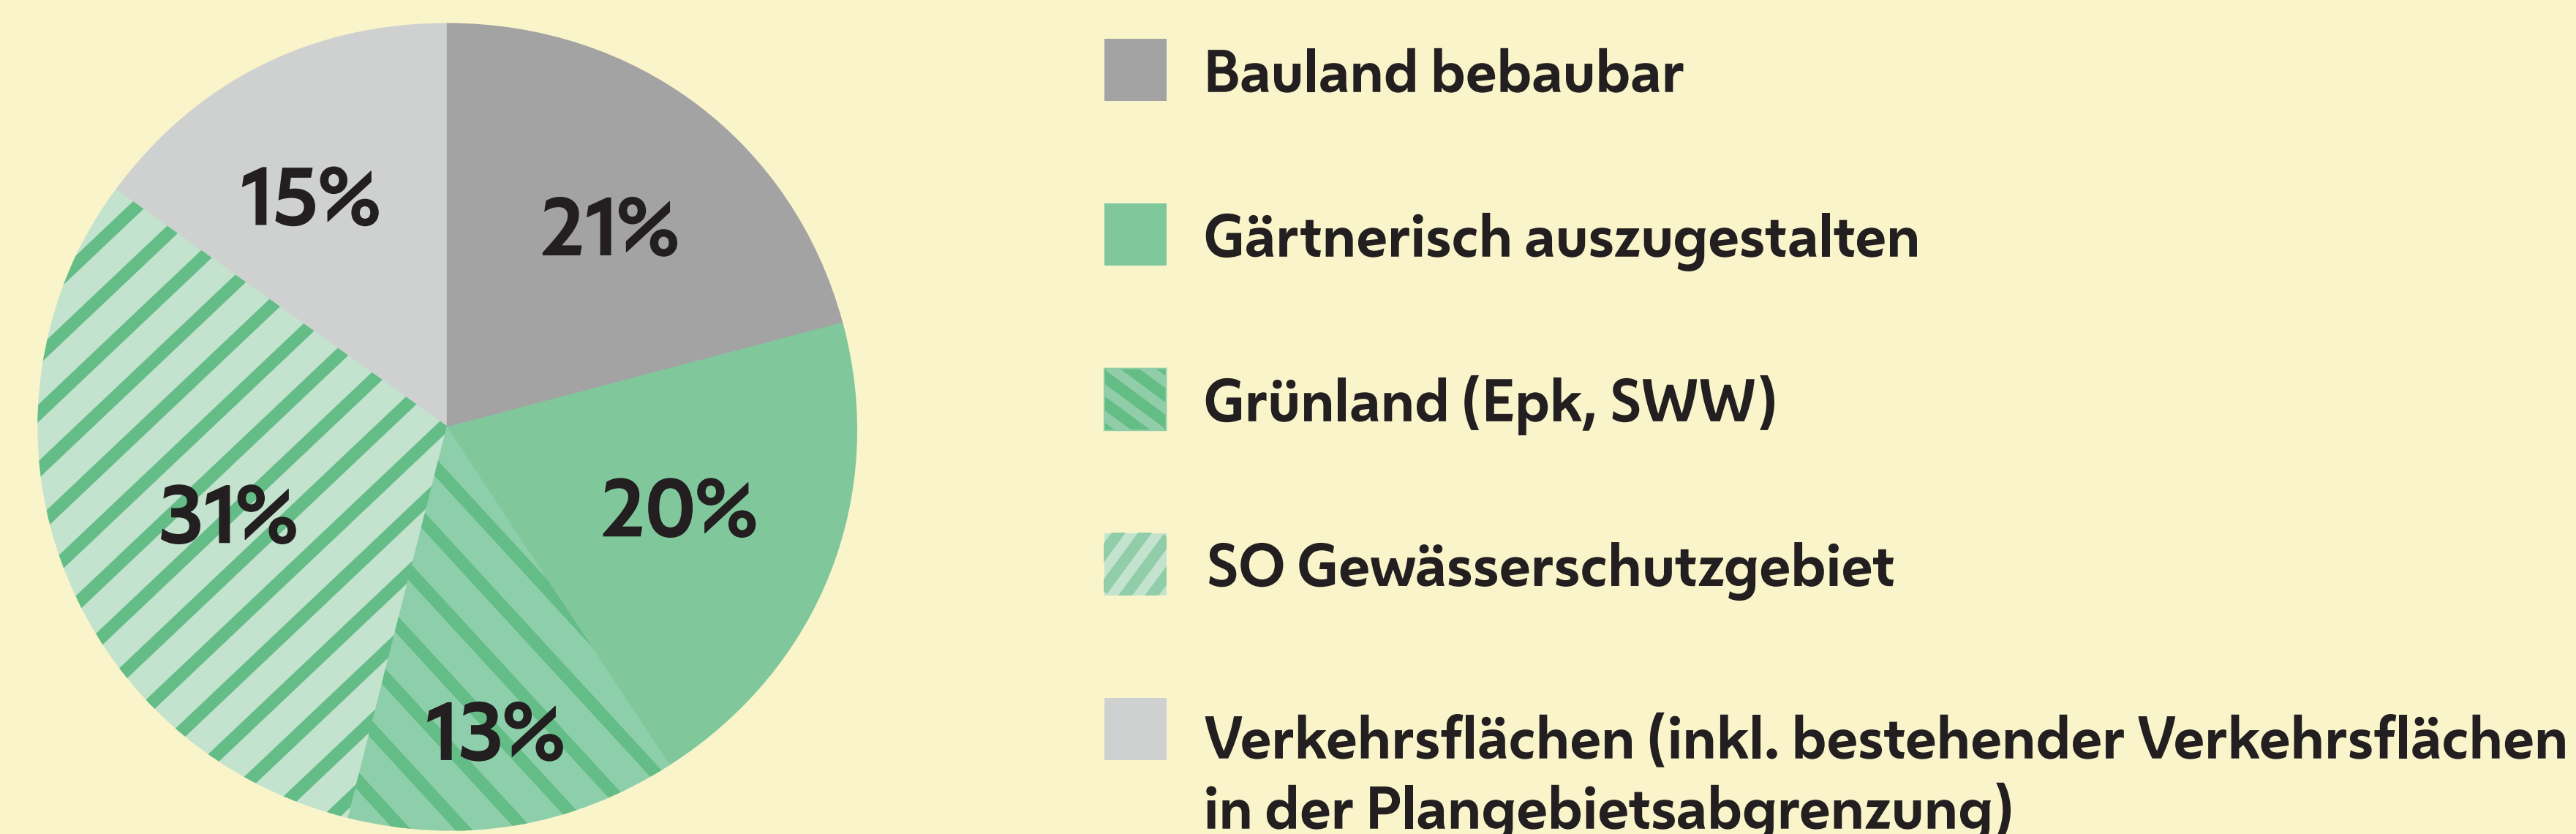 15%
21%
31%
20%
13%
Bauland bebaubar
Gärtnerisch auszugestalten
Grünland (Epk, SWW)
SO Gewässerschutzgebiet
Verkehrsflächen (inkl. bestehender Verkehrsflächen
in der Plangebietsabgrenzung)